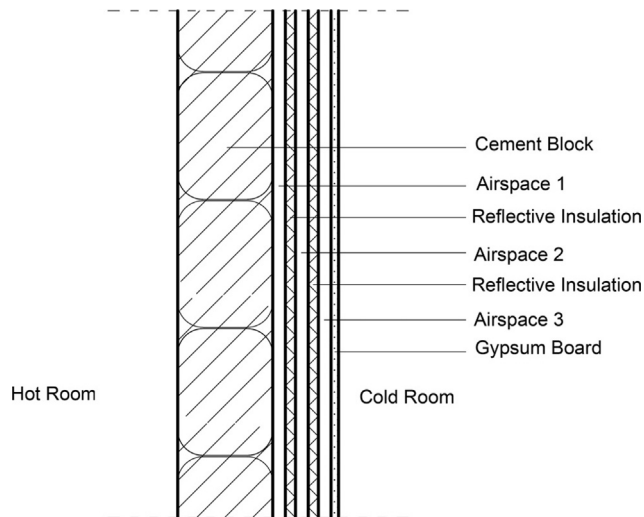 Cement Block
Airspace 1
Reflective Insulation
Airspace 2
Reflective Insulation
Airspace 3
Gypsum Board
Hot Room
Cold Room